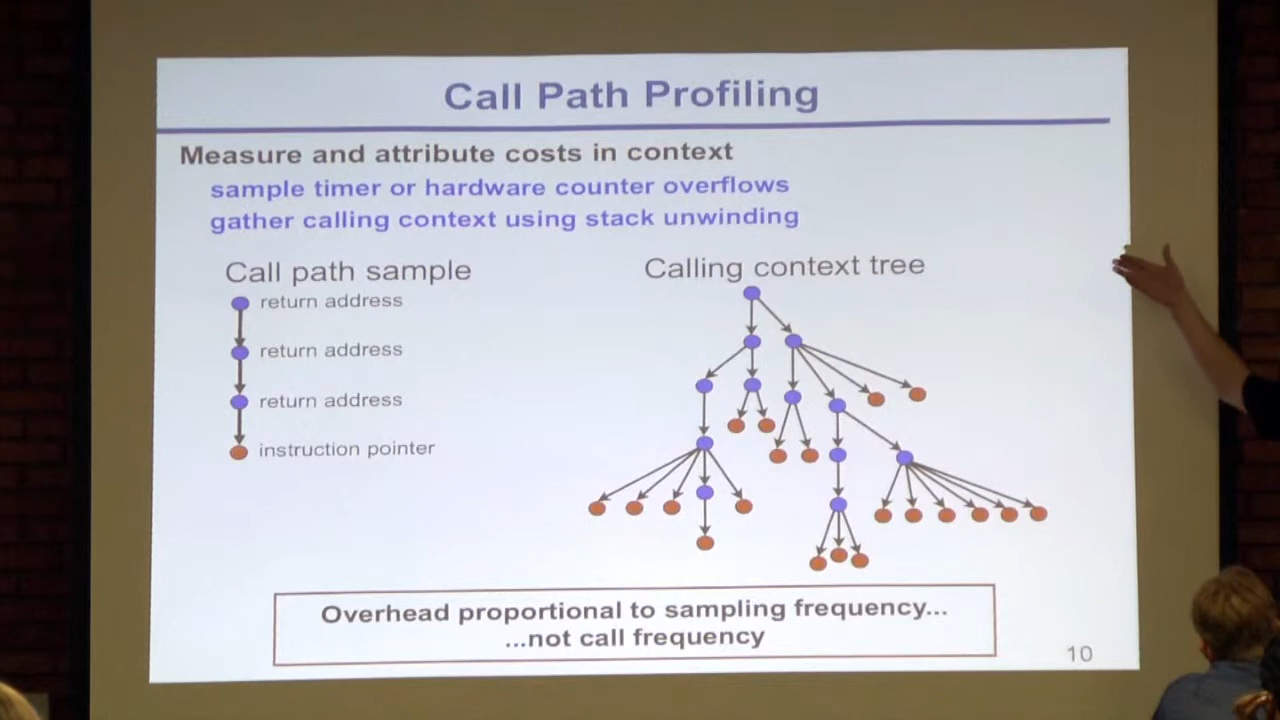 Call Path Profiling
Measure and attribute costs in context
sample timer or hardware counter overflows
gather calling context using stack unwinding
Call path sample
return address
return address
return address
instruction pointer
Calling context tree
Overhead proportional to sampling frequency...
...not call frequency
10